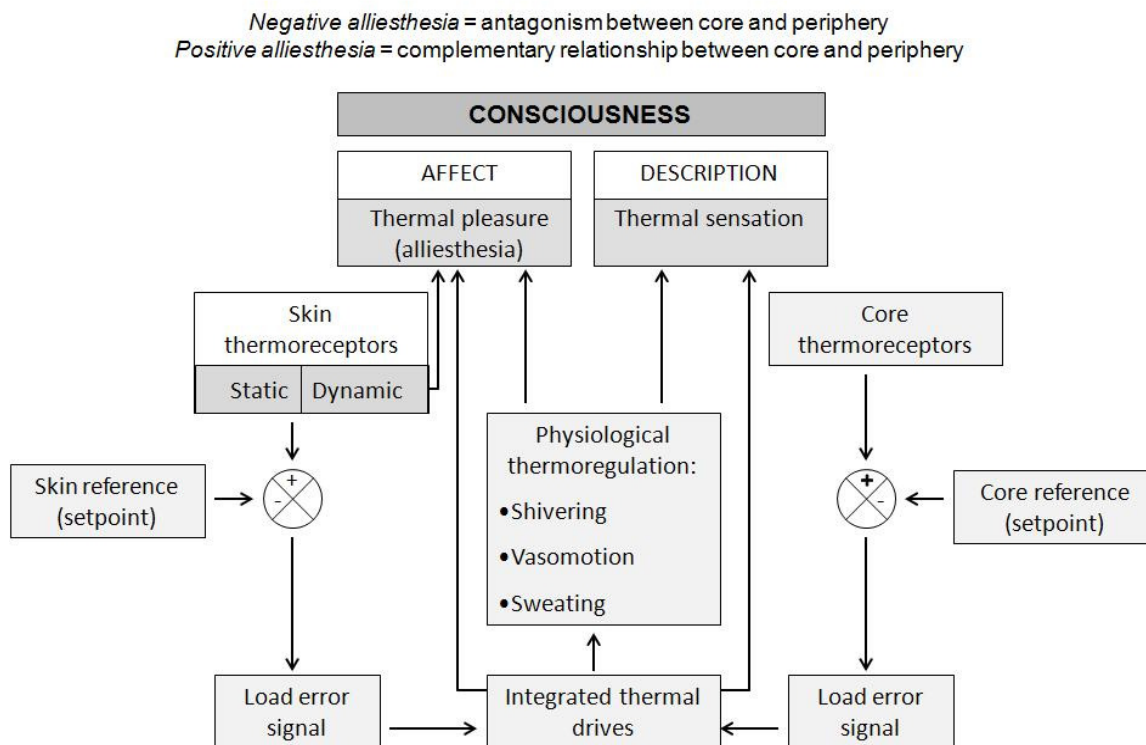 Negative alliesthesia = antagonism between core and periphery
Positive alliesthesia = complementary relationship between core and periphery
CONSCIOUSNESS
AFFECT
Thermal pleasure
(alliesthesia)
DESCRIPTION
Thermal sensation
Skin
thermoreceptors
Static
Dynamic
Core
thermoreceptors
Physiological
thermoregulation:
•Shivering
•Vasomotion
•Sweating
Skin reference
(setpoint)
+
-
+
-
Core reference
(setpoint)
Load error
signal
Integrated thermal
drives
Load error
signal